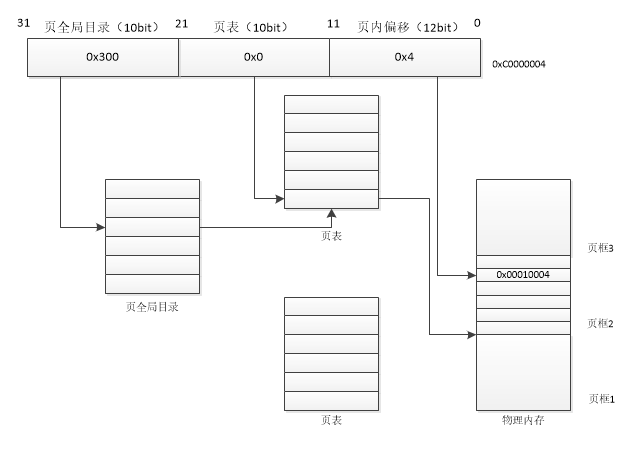 31 页全局目录（10bit） 21 页表（10bit） 11 页内偏移（12bit） 0
0x300 0x0 0x4 0xC0000004
页表
页框3
0x00010004
页全局目录
页框2
页框1
页表 物理内存